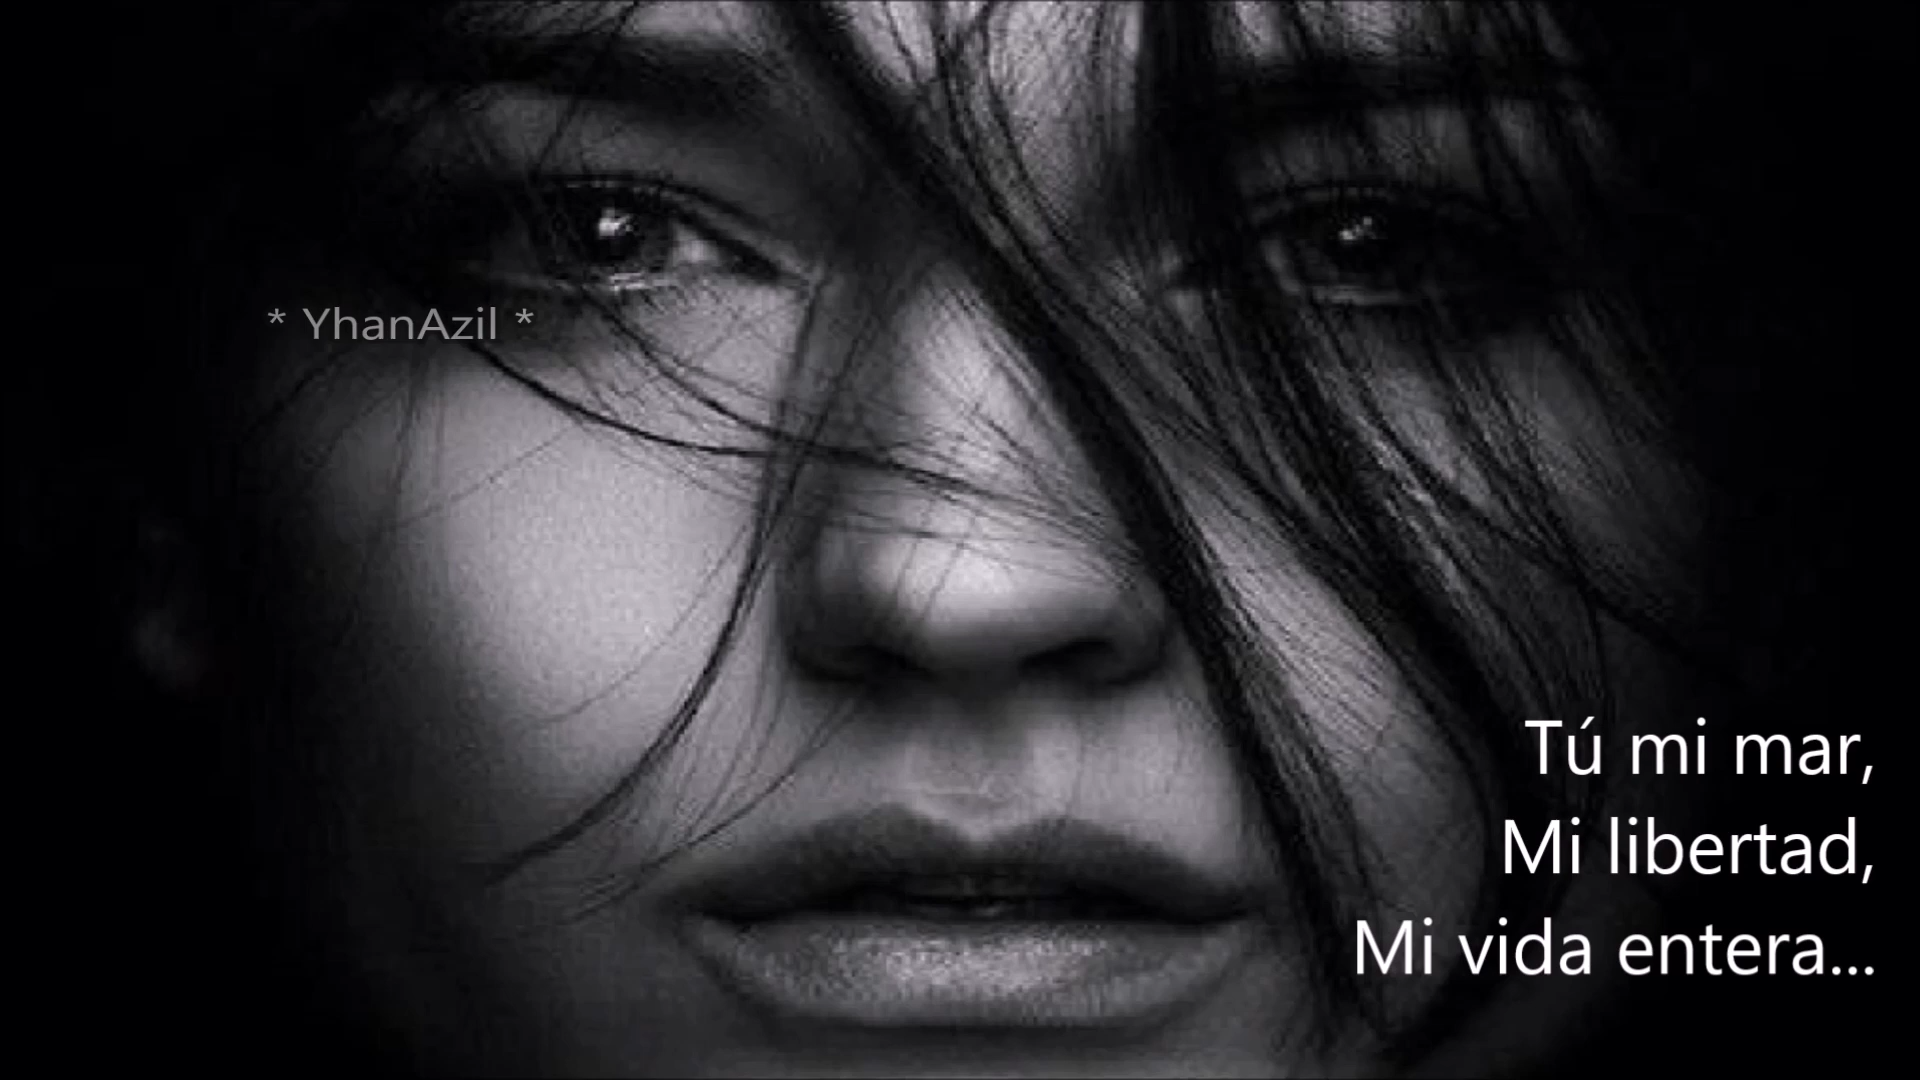 * YhanAzil *
Tú mi mar,
Mi libertad,
Mi vida entera...